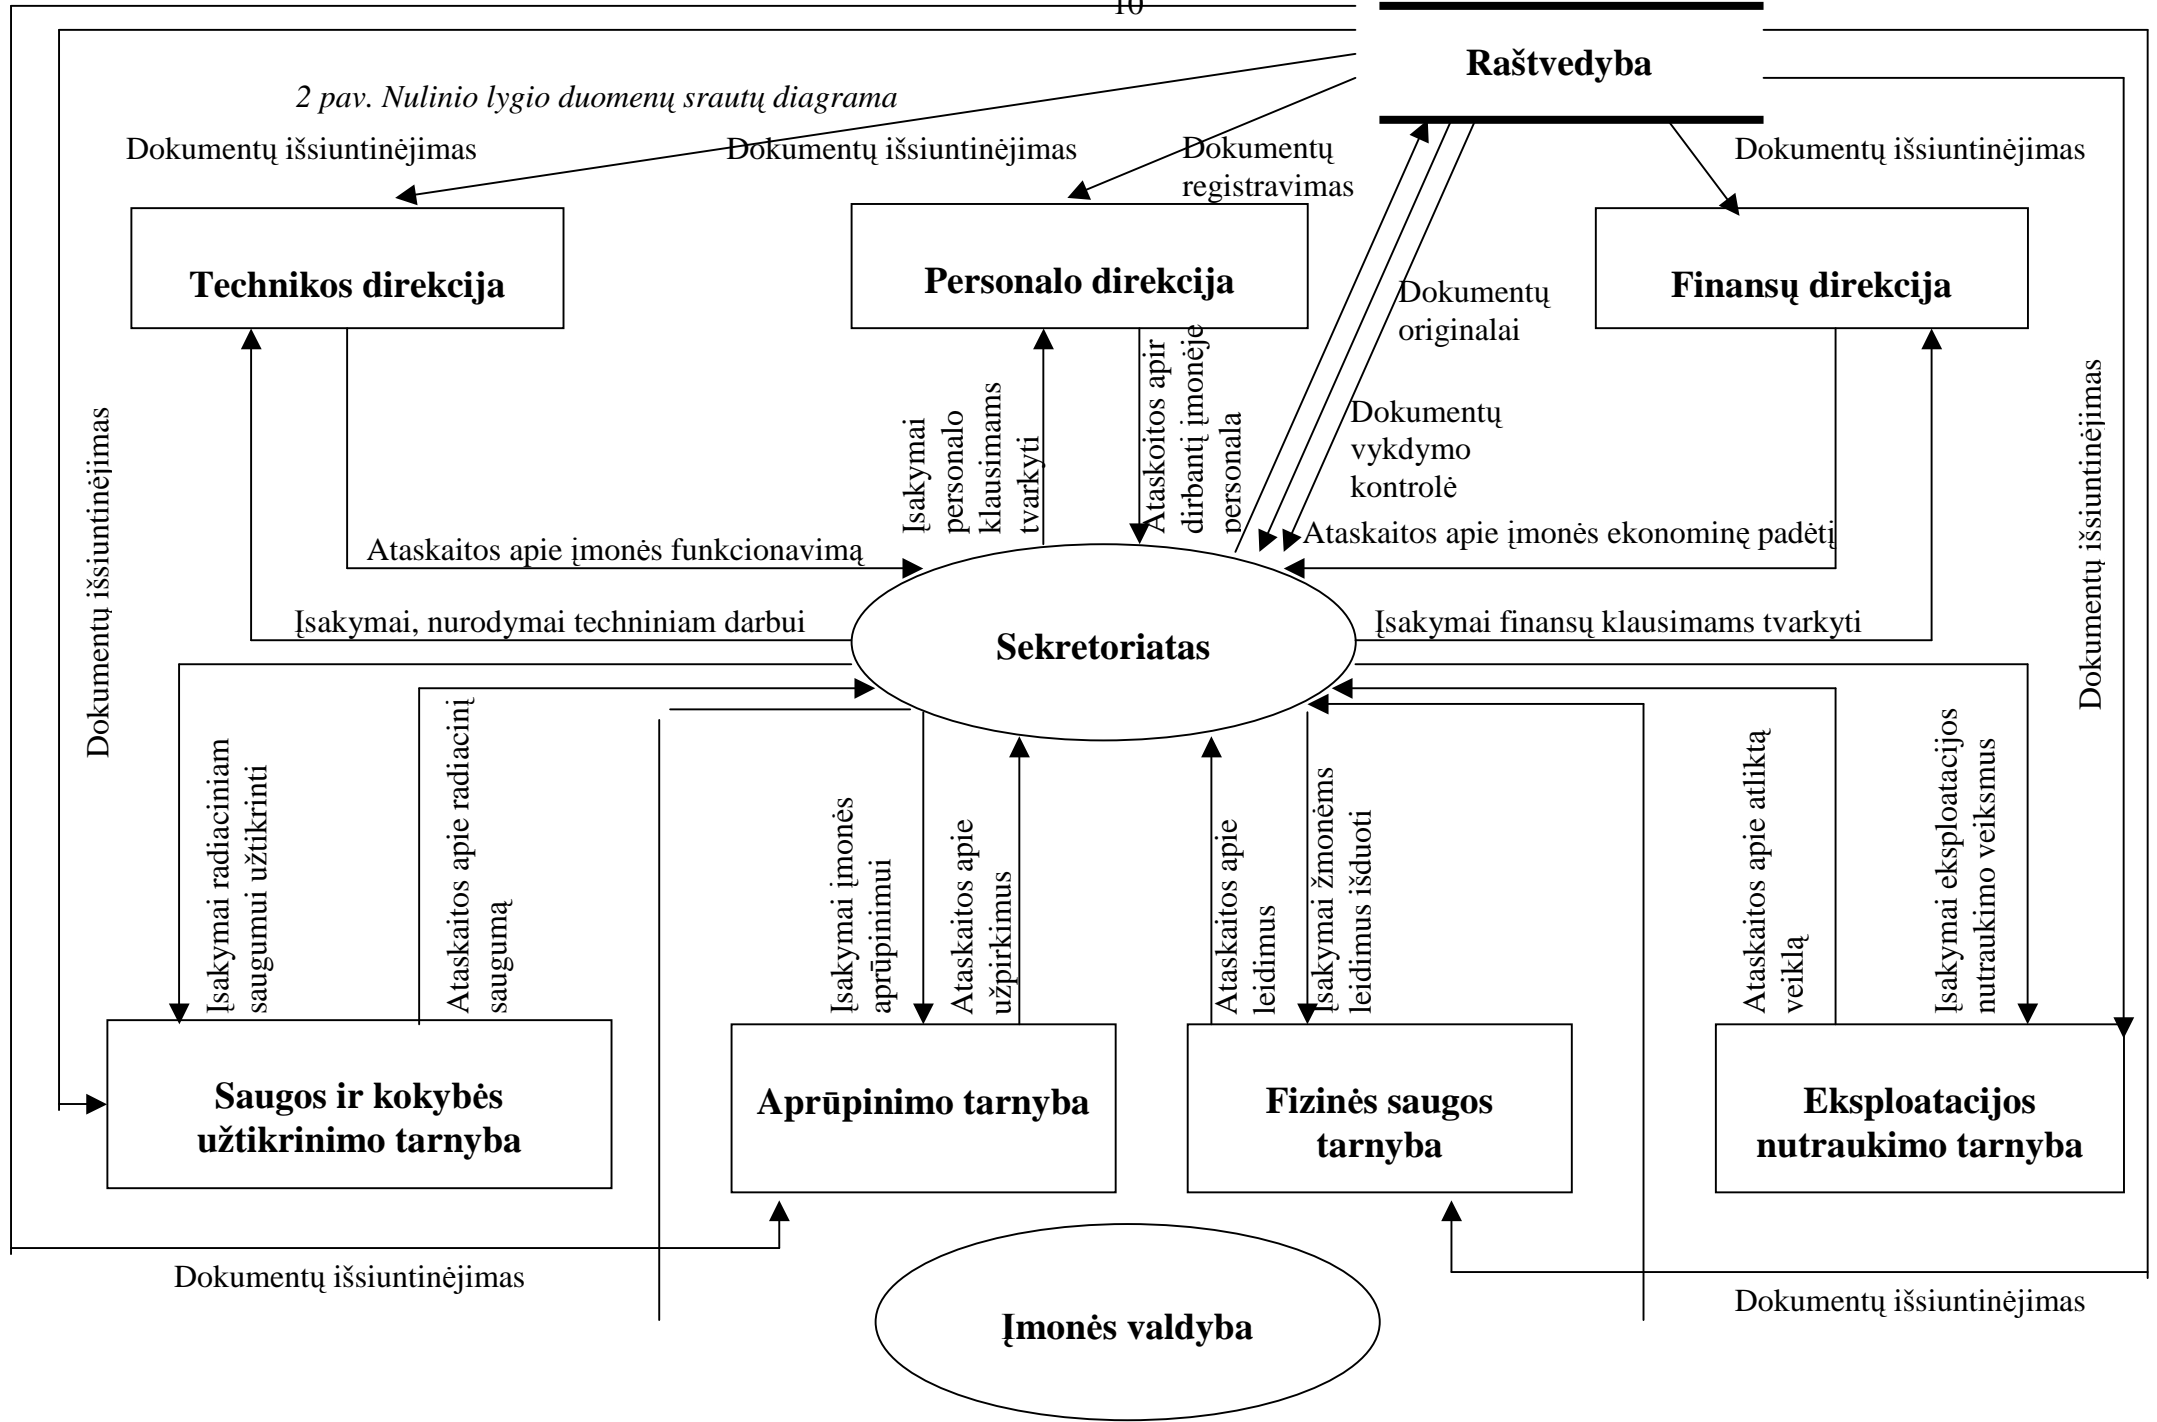 10
Raštvedyba
2 pav. Nulinio lygio duomenų srautų diagrama
Dokumentų išsiuntinėjimas
Dokumentų išsiuntinėjimas
Dokumentų
registravimas
Dokumentų išsiuntinėjimas
Technikos direkcija
Personalo direkcija
Finansų direkcija
Dokumentų
originalai
Dokumentų
vykdymo
kontrolė
Dokumentų išsiuntinėjimas
Įsakymai
personalo
klausimams
tvarkyti
Ataskoitos apir
dirbantį įmonėje
personala
Dokumentų išsiuntinėjimas
Ataskaitos apie įmonės funkcionavimą
Ataskaitos apie įmonės ekonominę padėtį
Įsakymai, nurodymai techniniam darbui
Įsakymai finansų klausimams tvarkyti
Sekretoriatas
Įsakymai radiaciniam
saugumui užtikrinti
Ataskaitos apie radiacinį
saugumą
Įsakymai įmonės
aprūpinimui
Ataskaitos apie
užpirkimus
Ataskaitos apie
leidimus
Įsakymai žmonėms
leidimus išduoti
Ataskaitos apie atliktą
veiklą
Įsakymai eksploatacijos
nutraukimo veiksmus
Saugos ir kokybės
užtikrinimo tarnyba
Aprūpinimo tarnyba
Fizinės saugos
tarnyba
Eksploatacijos
nutraukimo tarnyba
Dokumentų išsiuntinėjimas
Dokumentų išsiuntinėjimas
Įmonės valdyba